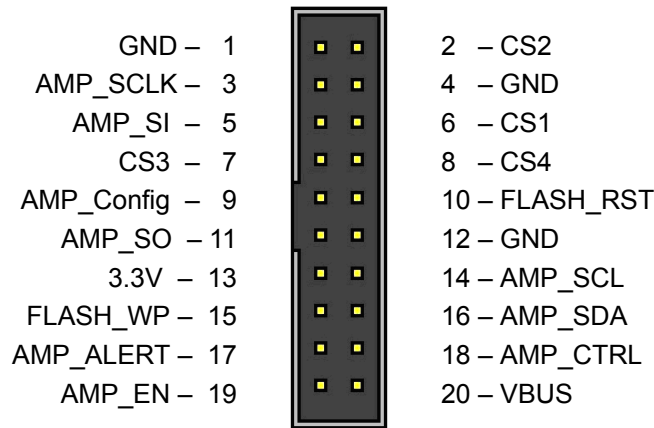 GND – 1 2 – CS2
AMP_SCLK – 3 4 – GND
AMP_SI – 5 6 – CS1
CS3 – 7 8 – CS4
AMP_Config – 9 10 – FLASH_RST
AMP_SO – 11 12 – GND
3.3V – 13 14 – AMP_SCL
FLASH_WP – 15 16 – AMP_SDA
AMP_ALERT – 17 18 – AMP_CTRL
AMP_EN – 19 20 – VBUS